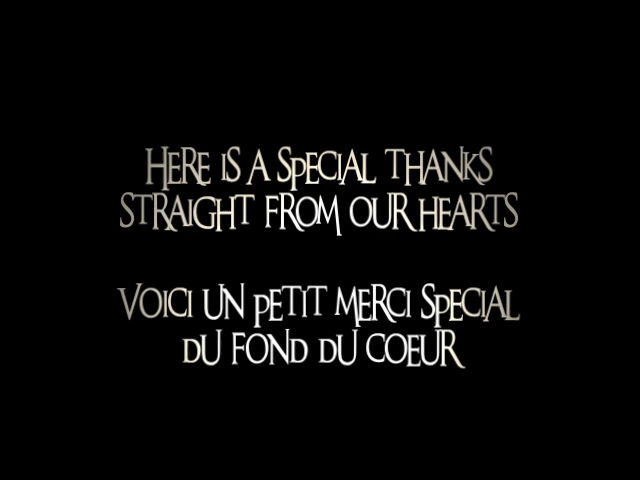 HERE IS A SPECIAL THANKS
STRAIGHT FROM OUR HEARTS
VOICI UN PETIT MERCI SPECIAL
DU FOND DU COEUR